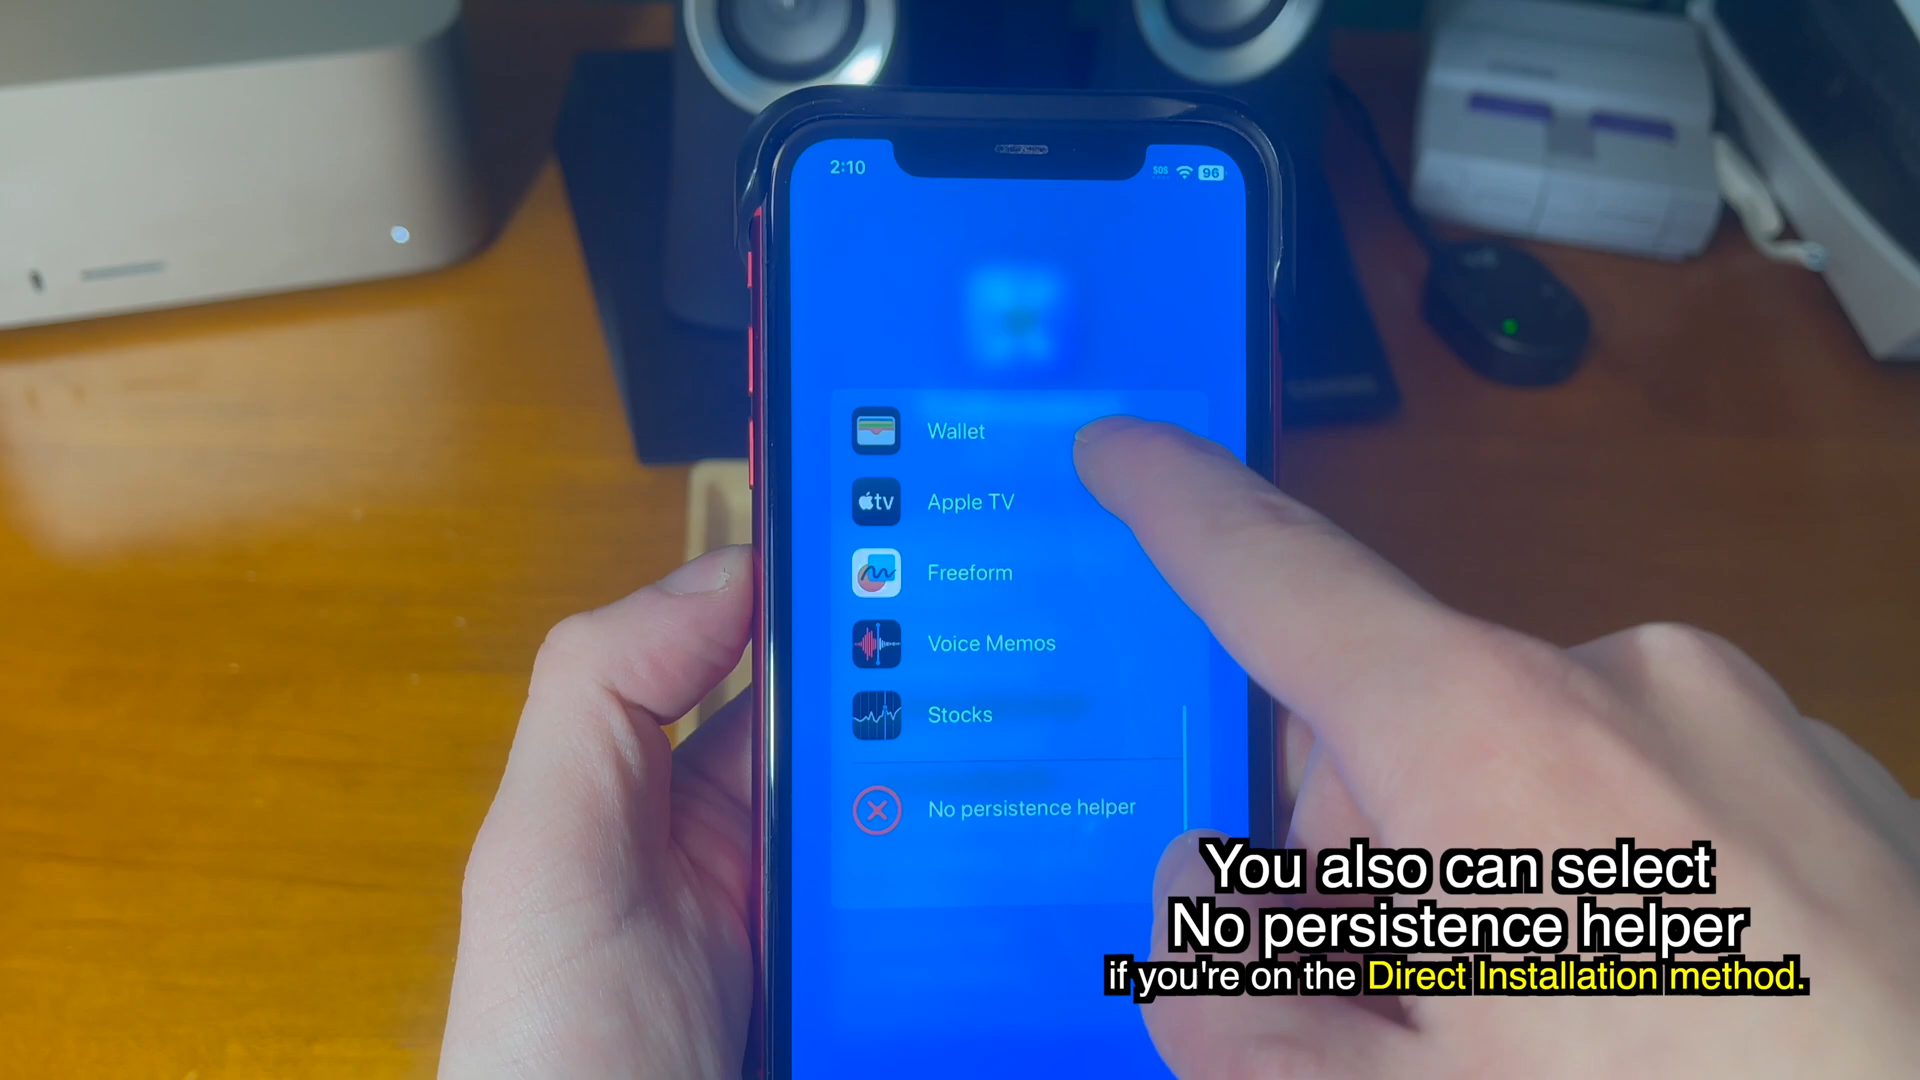 2:10
SOS
96
Wallet
tv
Apple TV
Freeform
Voice Memos
Stocks
No persistence helper
You also can select
No persistence helper
if you're on the Direct Installation method.